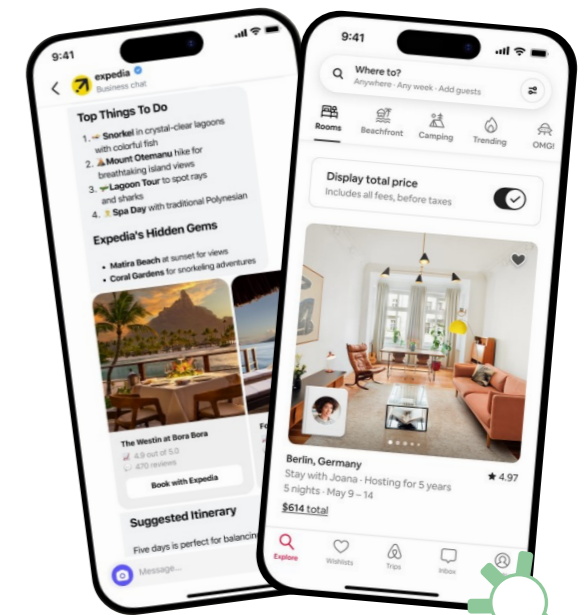 9:41
expedia
Business chat
Top Things To Do
1. Snorkel in crystal-clear lagoons
with colorful fish
2. Mount Otemanu hike for
breathtaking island views
3. Lagoon Tour to spot rays
and sharks
4. Spa Day with traditional Polynesian
Expedia's Hidden Gems
• Matira Beach at sunset for views
• Coral Gardens for snorkeling adventures
The Westin at Bora Bora
4.9 out of 5.0
470 reviews
Book with Expedia
Suggested Itinerary
Five days is perfect for balancin
Message...
9:41
Where to?
Anywhere · Any week · Add guests
Rooms
Beachfront
Camping
Trending
OMG!
Display total price
Includes all fees, before taxes
Berlin, Germany
★ 4.97
Stay with Joana · Hosting for 5 years
5 nights · May 9 – 14
$614 total
Explore
Wishlists
Trips
Inbox